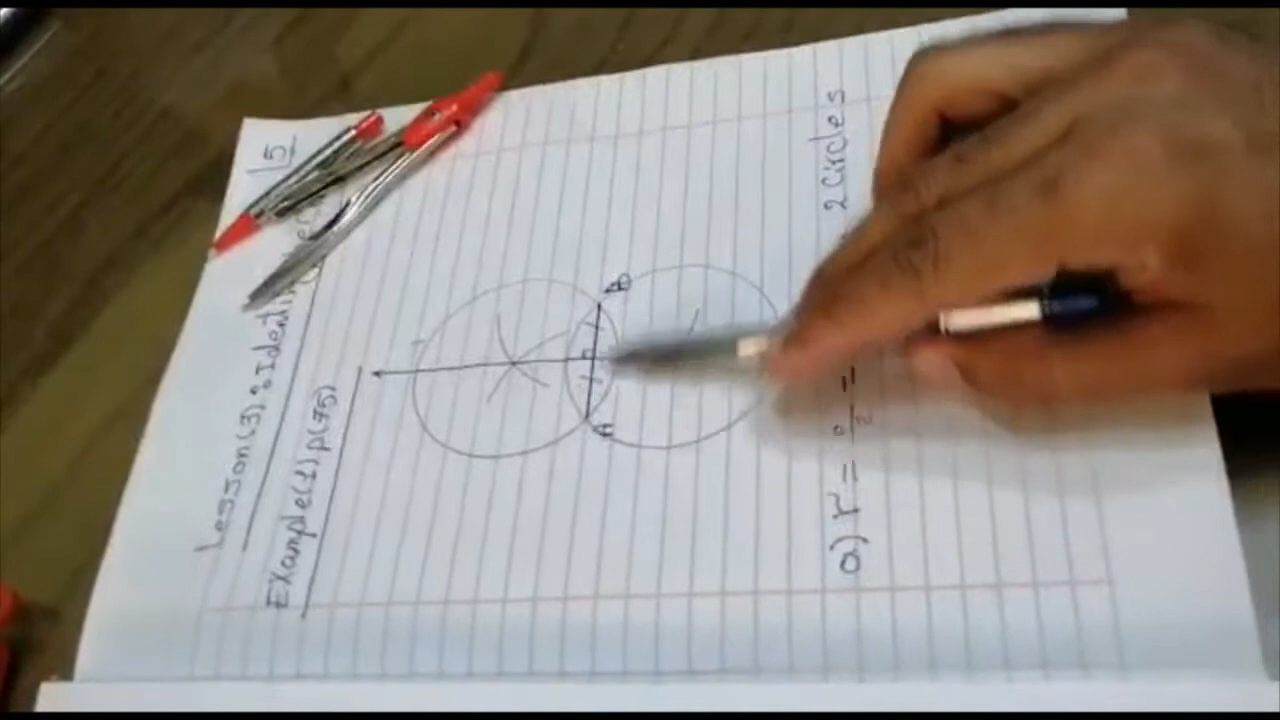 15
Lesson(3): Identi
Example(1)p(75)
B
A
a) r = = 2 circles